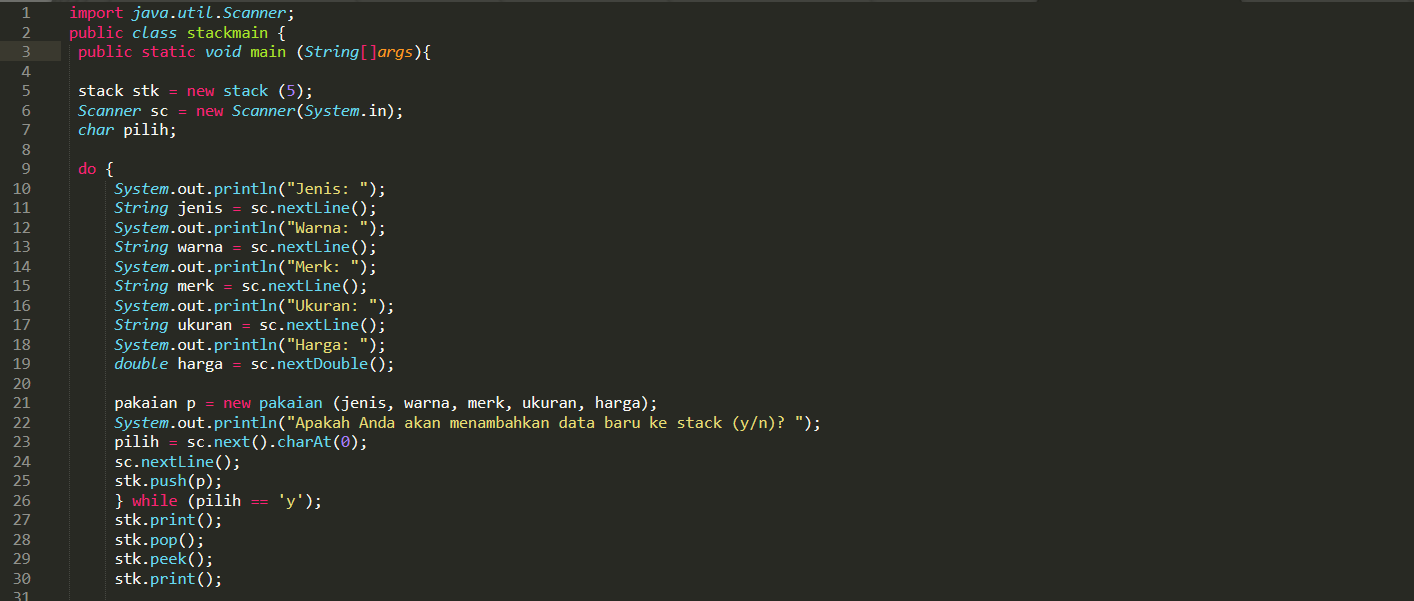 1 import java.util.Scanner;
2 public class stackmain {
3 public static void main (String[]args){
4
5 stack stk = new stack (5);
6 Scanner sc = new Scanner(System.in);
7 char pilih;
8
9 do {
10 System.out.println("Jenis: ");
11 String jenis = sc.nextLine();
12 System.out.println("Warna: ");
13 String warna = sc.nextLine();
14 System.out.println("Merk: ");
15 String merk = sc.nextLine();
16 System.out.println("Ukuran: ");
17 String ukuran = sc.nextLine();
18 System.out.println("Harga: ");
19 double harga = sc.nextDouble();
20
21 pakaian p = new pakaian (jenis, warna, merk, ukuran, harga);
22 System.out.println("Apakah Anda akan menambahkan data baru ke stack (y/n)? ");
23 pilih = sc.next().charAt(0);
24 sc.nextLine();
25 stk.push(p);
26 } while (pilih == 'y');
27 stk.print();
28 stk.pop();
29 stk.peek();
30 stk.print();
31